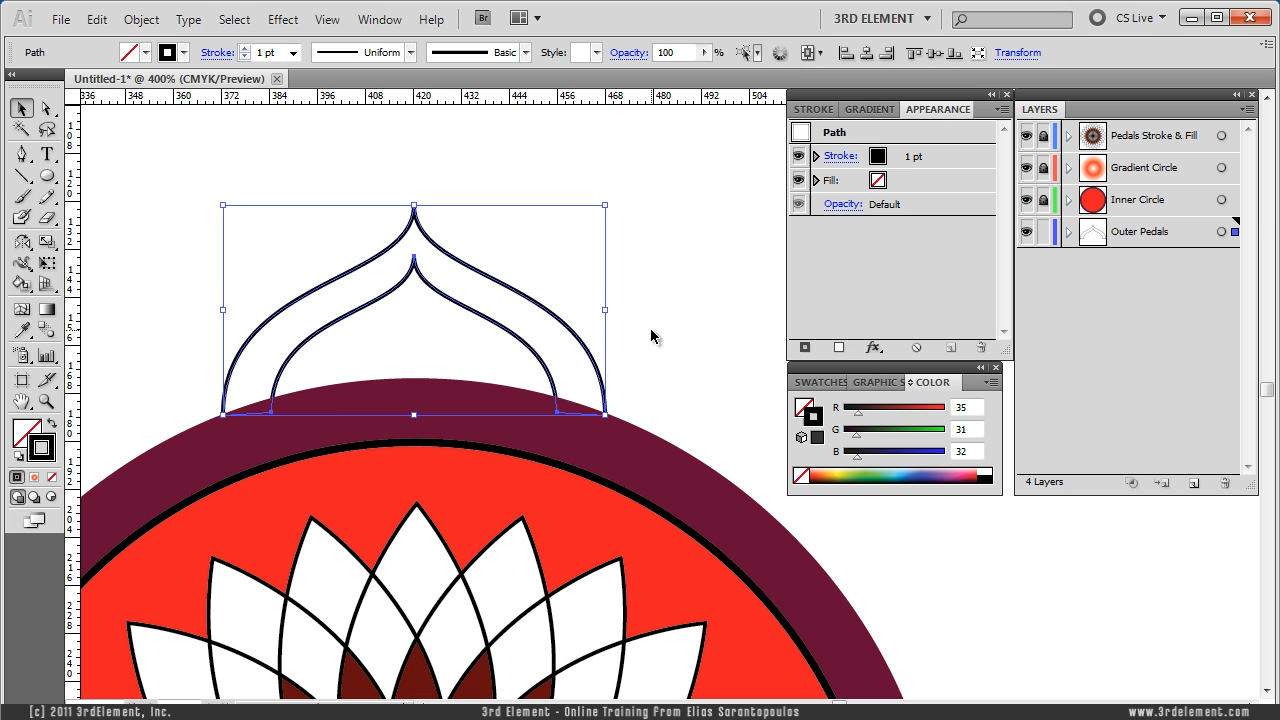 Ai File Edit Object Type Select Effect View Window Help Br 3RD ELEMENT CS Live
Path Stroke: 1 pt Uniform Basic Style: Opacity: 100 % Transform
Untitled-1* @ 400% (CMYK/Preview)
336 348 360 372 384 396 408 420 432 444 456 468 480 492 504
STROKE GRADIENT APPEARANCE
Path
Stroke: 1 pt
Fill:
Opacity: Default
fx
SWATCHES GRAPHIC S COLOR
R 35
G 31
B 32
LAYERS
Pedals Stroke & Fill
Gradient Circle
Inner Circle
Outer Pedals
4 Layers
[c] 2011 3rdElement, Inc. 3rd Element - Online Training From Elias Sarantopoulos www.3rdelement.com